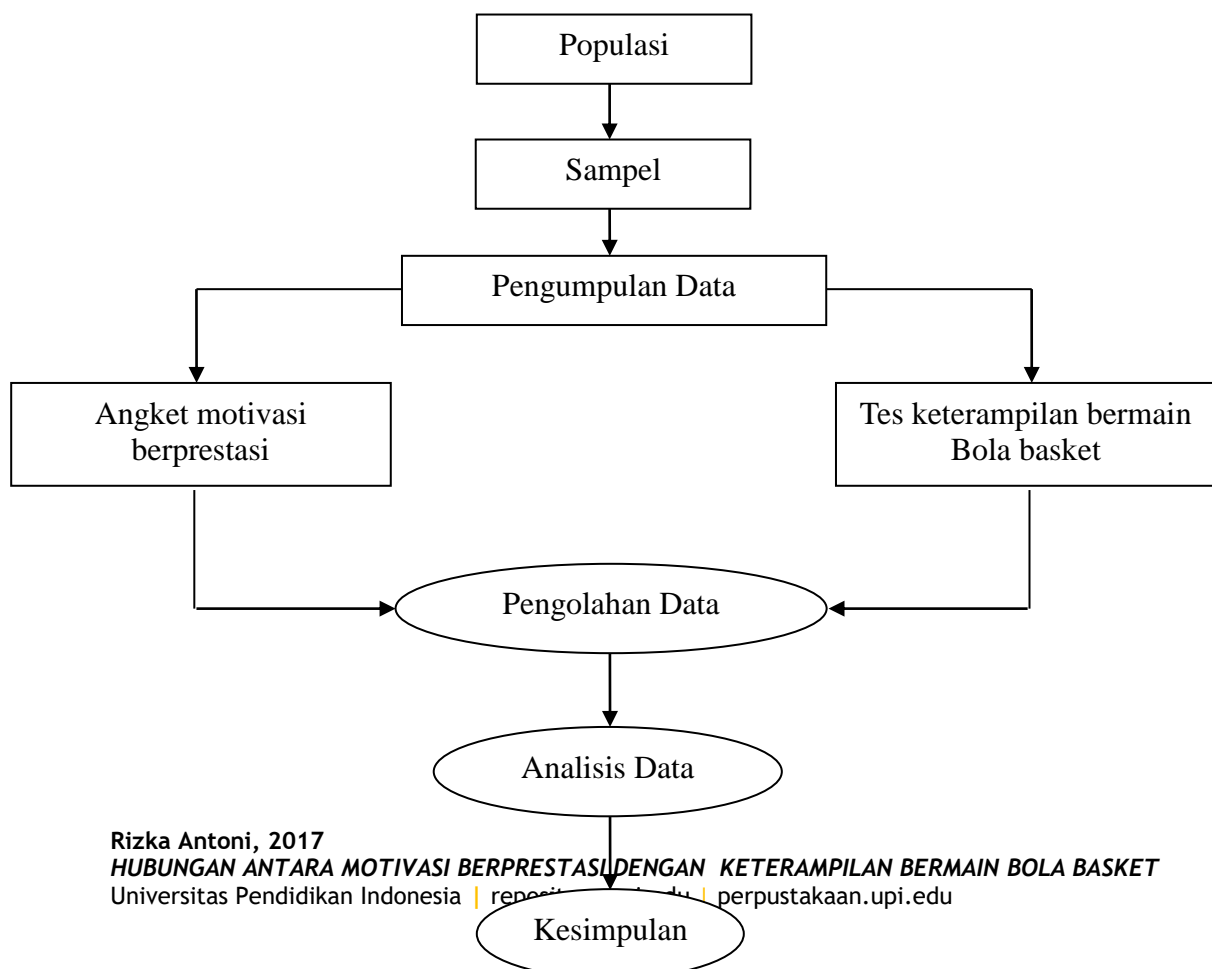 Populasi
Sampel
Pengumpulan Data
Angket motivasi
berprestasi
Tes keterampilan bermain
Bola basket
Pengolahan Data
Analisis Data
Rizka Antoni, 2017
HUBUNGAN ANTARA MOTIVASI BERPRESTASI DENGAN KETERAMPILAN BERMAIN BOLA BASKET
Universitas Pendidikan Indonesia | | perpustakaan.upi.edu
Kesimpulan